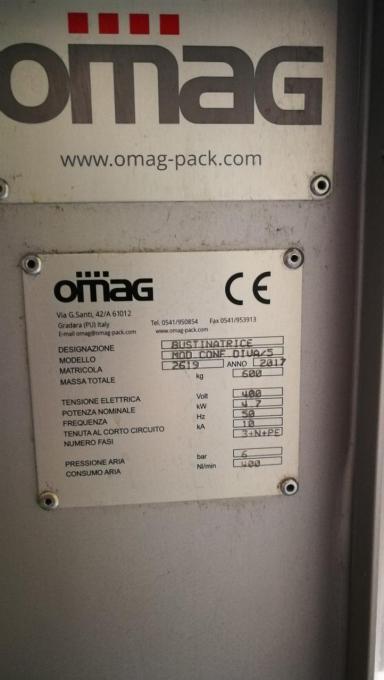 omag
www.omag-pack.com
omag CE
Via G.Santi, 42/A 61012
Gradara (PU) Italy Tel. 0541/950854 Fax 0541/953913
E-mail omag@omag-pack.com www.omag-pack.com
DESIGNAZIONE BUSTINATRICE
MODELLO MOD CONF DIVA/5
MATRICOLA 2619 ANNO 2017
MASSA TOTALE kg 600
TENSIONE ELETTRICA Volt 400
POTENZA NOMINALE kW 4.7
FREQUENZA Hz 50
TENUTA AL CORTO CIRCUITO kA 10
NUMERO FASI 3+N+PE
PRESSIONE ARIA bar 6
CONSUMO ARIA Nl/min 400